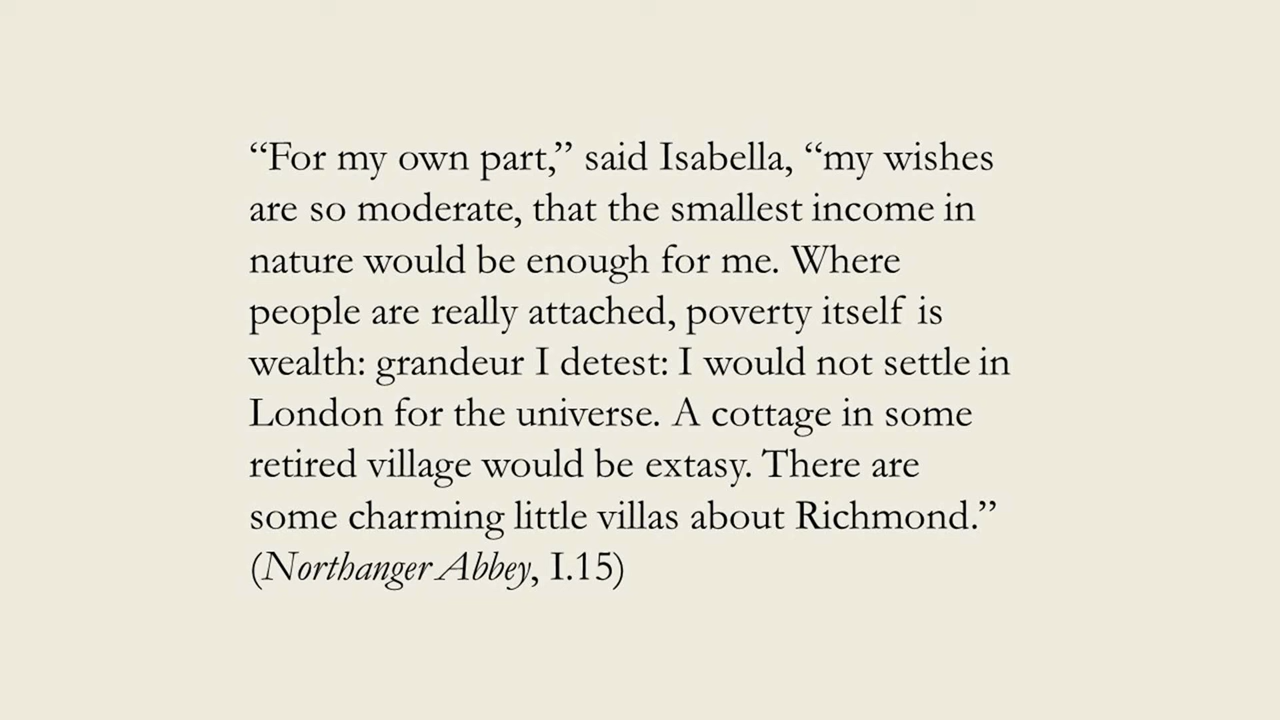 “For my own part,” said Isabella, “my wishes
are so moderate, that the smallest income in
nature would be enough for me. Where
people are really attached, poverty itself is
wealth: grandeur I detest: I would not settle in
London for the universe. A cottage in some
retired village would be extasy. There are
some charming little villas about Richmond.”
(Northanger Abbey, I.15)